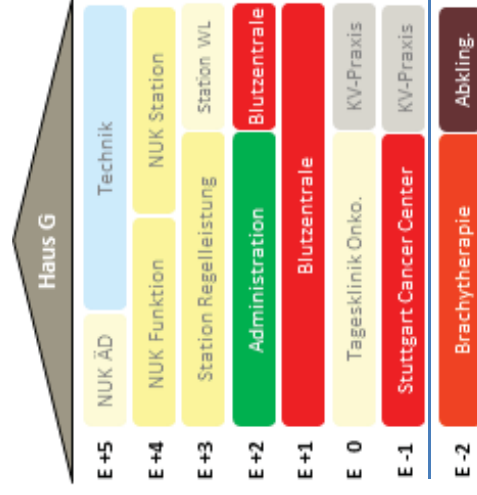 Haus G
E +5 NUK ÄD Technik
E +4 NUK Funktion NUK Station
E +3 Station Regelleistung Station WL
E +2 Administration Blutzentrale
E +1 Blutzentrale
E 0 Tagesklinik Onko. KV-Praxis
E -1 Stuttgart Cancer Center KV-Praxis
E -2 Brachytherapie Abkling.